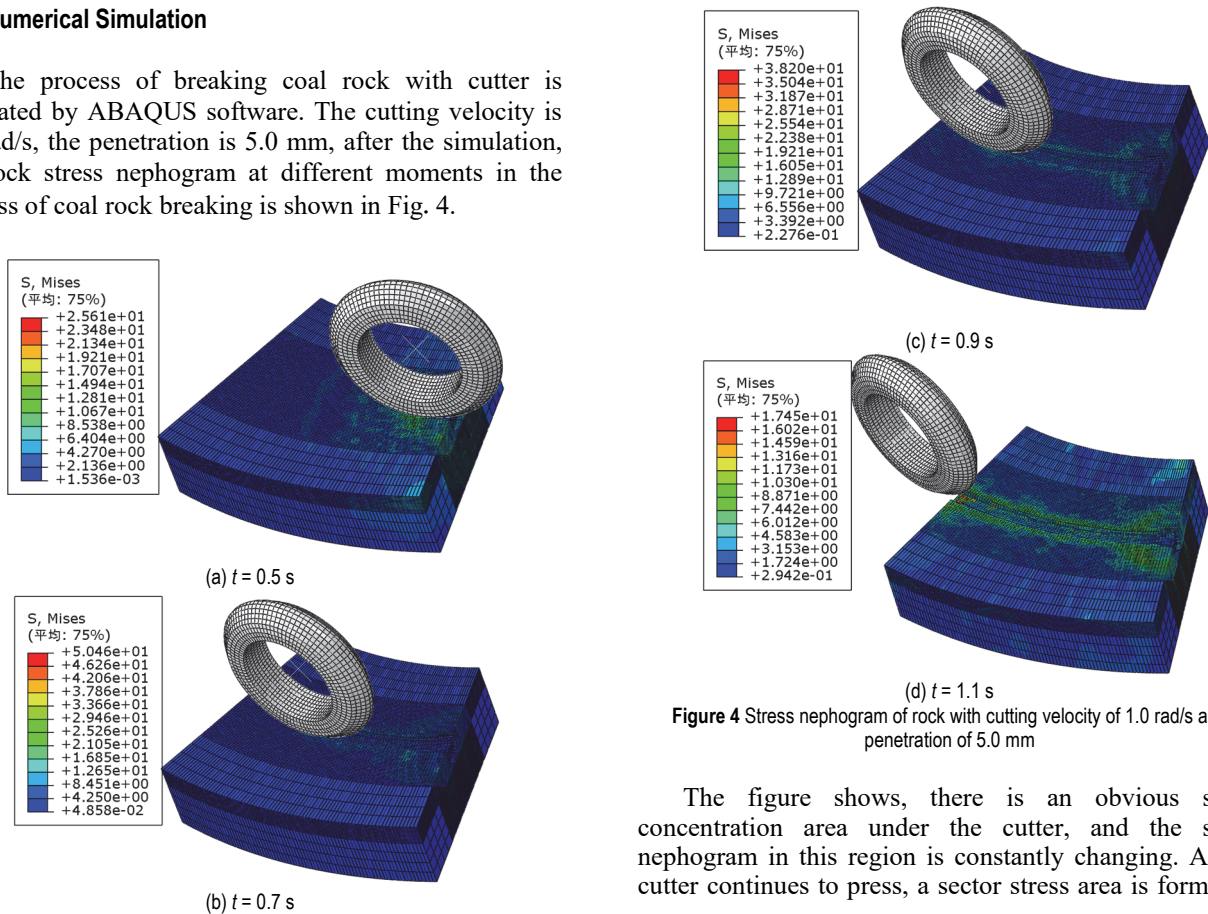 umerical Simulation
he process of breaking coal rock with cutter is
ated by ABAQUS software. The cutting velocity is
d/s, the penetration is 5.0 mm, after the simulation,
ock stress nephogram at different moments in the
ss of coal rock breaking is shown in Fig. 4.
S, Mises
(平均: 75%)
+2.561e+01
+2.348e+01
+2.134e+01
+1.921e+01
+1.707e+01
+1.494e+01
+1.281e+01
+1.067e+01
+8.538e+00
+6.404e+00
+4.270e+00
+2.136e+00
+1.536e-03
(a) t = 0.5 s
S, Mises
(平均: 75%)
+5.046e+01
+4.626e+01
+4.206e+01
+3.786e+01
+3.366e+01
+2.946e+01
+2.526e+01
+2.105e+01
+1.685e+01
+1.265e+01
+8.451e+00
+4.250e+00
+4.858e-02
(b) t = 0.7 s
S, Mises
(平均: 75%)
+3.820e+01
+3.504e+01
+3.187e+01
+2.871e+01
+2.554e+01
+2.238e+01
+1.921e+01
+1.605e+01
+1.289e+01
+9.721e+00
+6.556e+00
+3.392e+00
+2.276e-01
(c) t = 0.9 s
S, Mises
(平均: 75%)
+1.745e+01
+1.602e+01
+1.459e+01
+1.316e+01
+1.173e+01
+1.030e+01
+8.871e+00
+7.442e+00
+6.012e+00
+4.583e+00
+3.153e+00
+1.724e+00
+2.942e-01
(d) t = 1.1 s
Figure 4 Stress nephogram of rock with cutting velocity of 1.0 rad/s a
penetration of 5.0 mm
The figure shows, there is an obvious s
concentration area under the cutter, and the s
nephogram in this region is constantly changing. A
cutter continues to press, a sector stress area is form